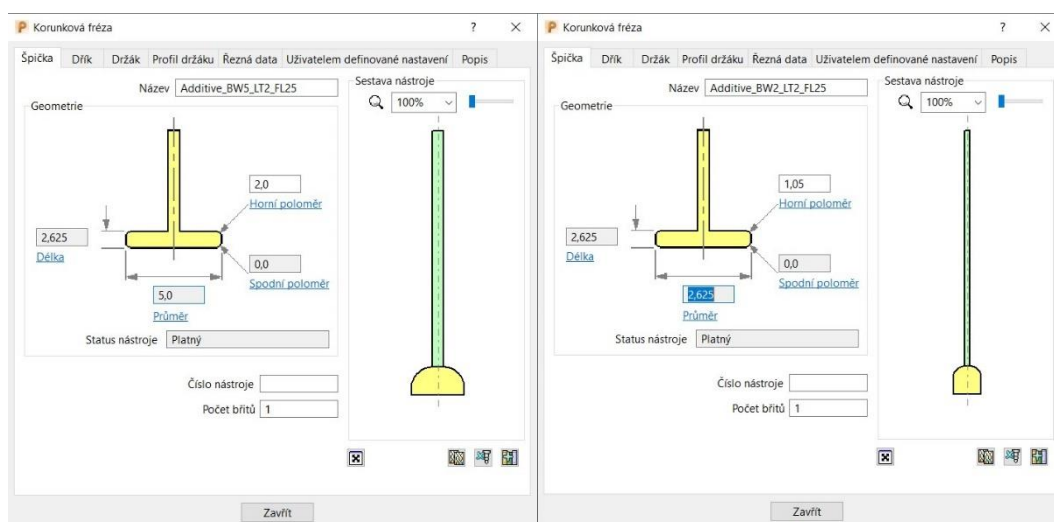 Korunková fréza ? ×
Špička Dřík Držák Profil držáku Řezná data Uživatelem definované nastavení Popis
Název Additive_BW5_LT2_FL25
Geometrie
2,0
Horní poloměr
2,625
Délka
0,0
Spodní poloměr
5,0
Průměr
Status nástroje Platný
Číslo nástroje
Počet břitů 1
Sestava nástroje
100%
Zavřít
Korunková fréza ? ×
Špička Dřík Držák Profil držáku Řezná data Uživatelem definované nastavení Popis
Název Additive_BW2_LT2_FL25
Geometrie
1,05
Horní poloměr
2,625
Délka
0,0
Spodní poloměr
2,625
Průměr
Status nástroje Platný
Číslo nástroje
Počet břitů 1
Sestava nástroje
100%
Zavřít